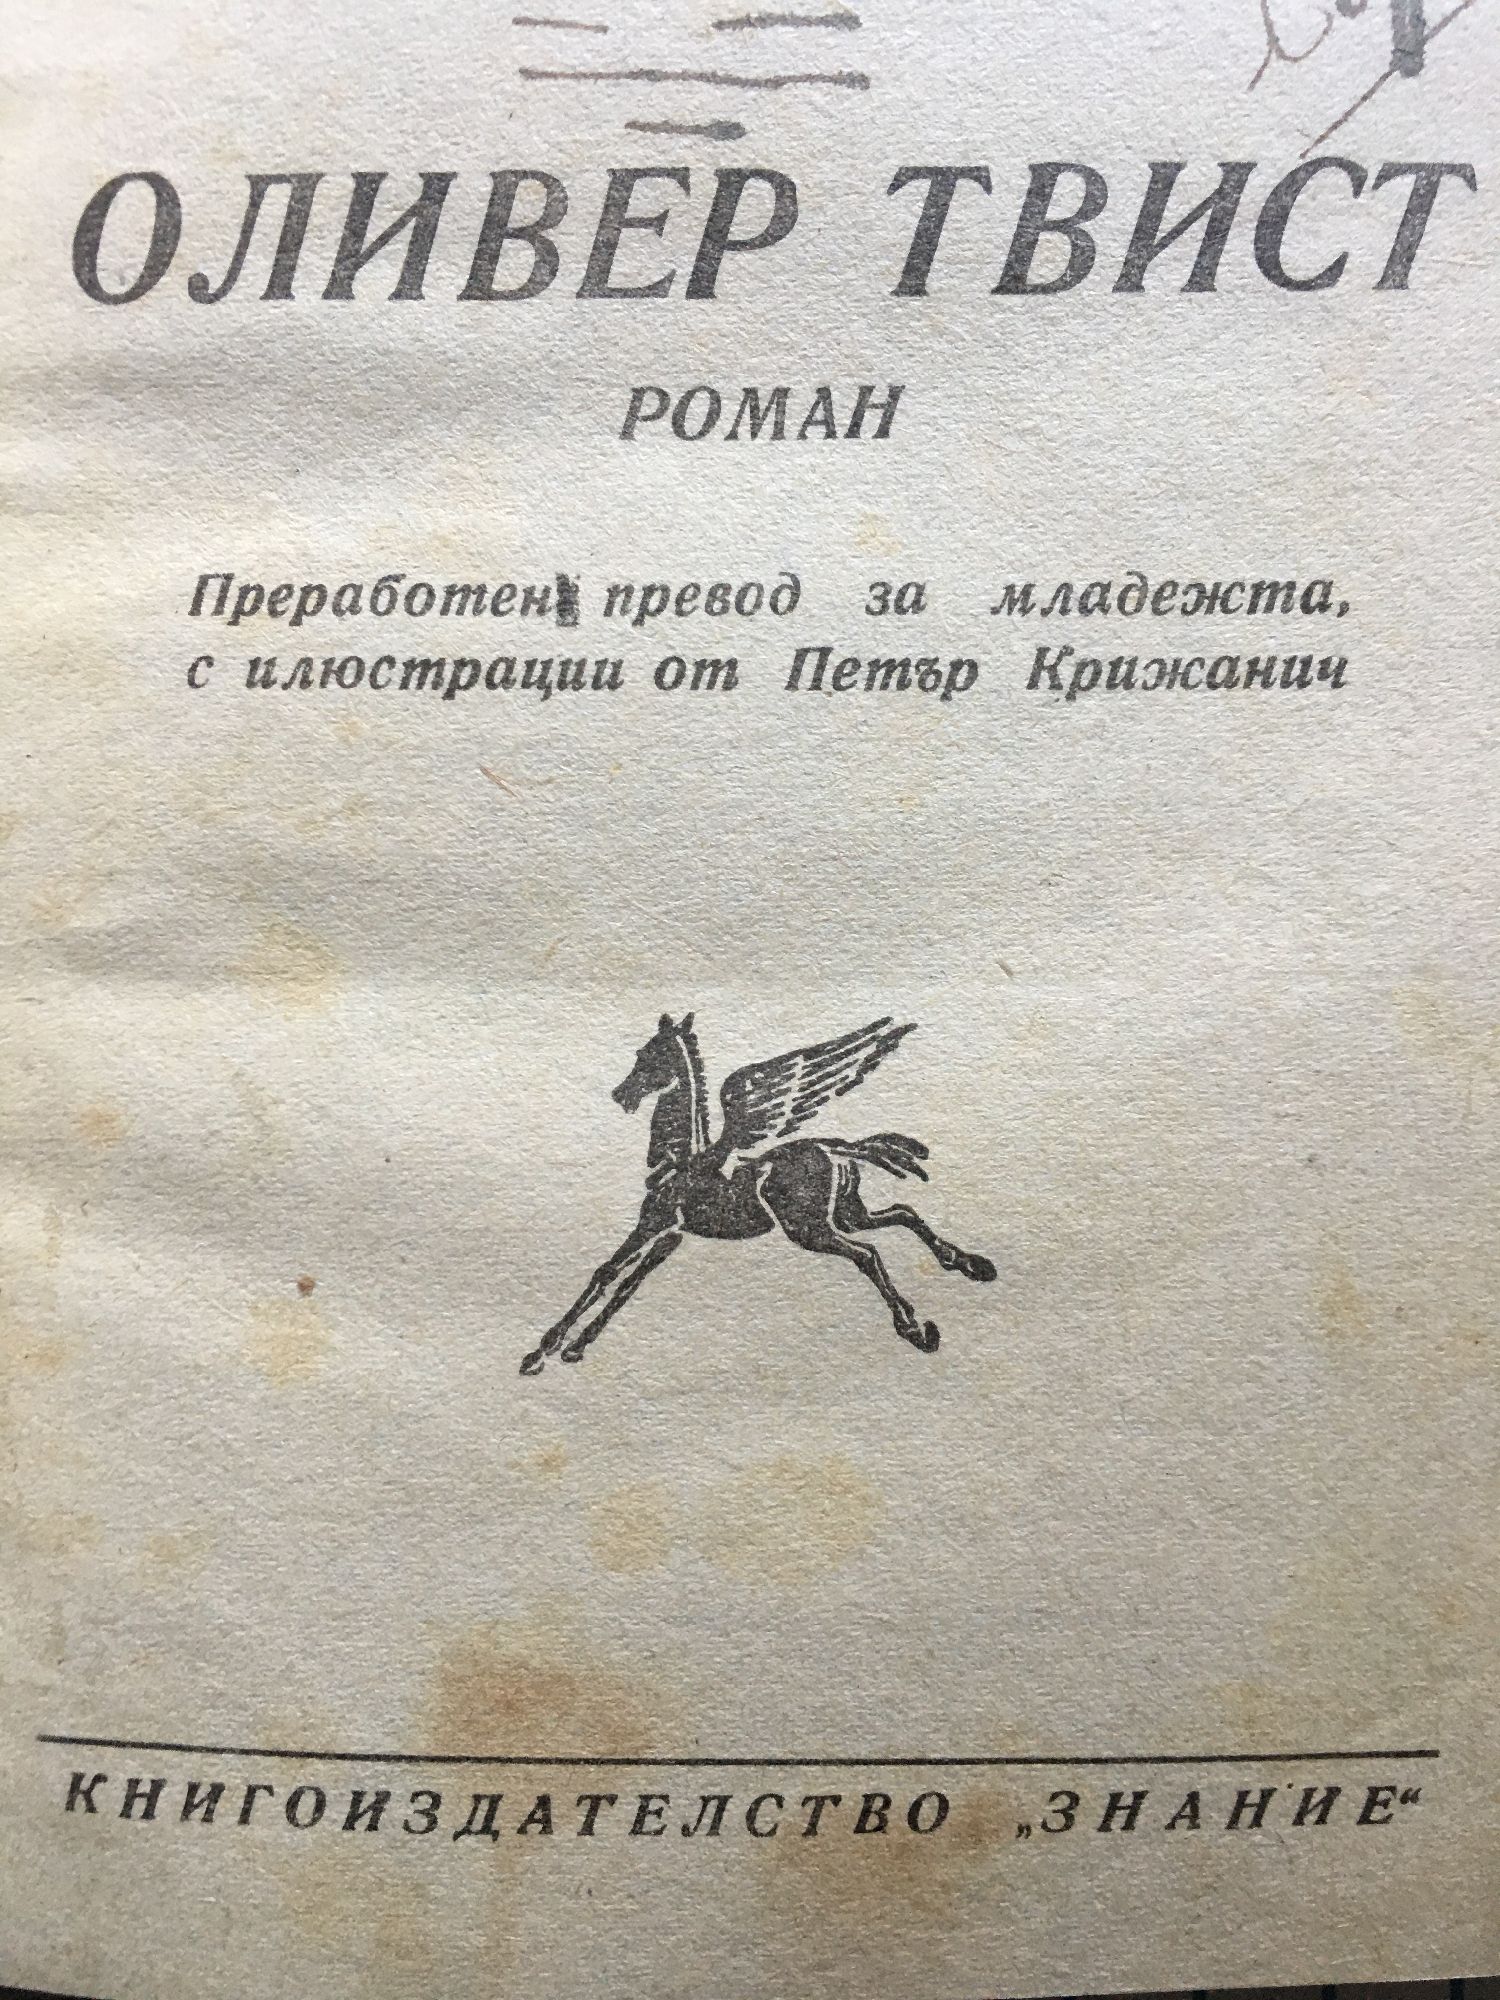 ОЛИВЕР ТВИСТ
РОМАН
Преработен превод за младежта,
с илюстрации от Петър Крижанич
КНИГОИЗДАТЕЛСТВО „ЗНАНИЕ“